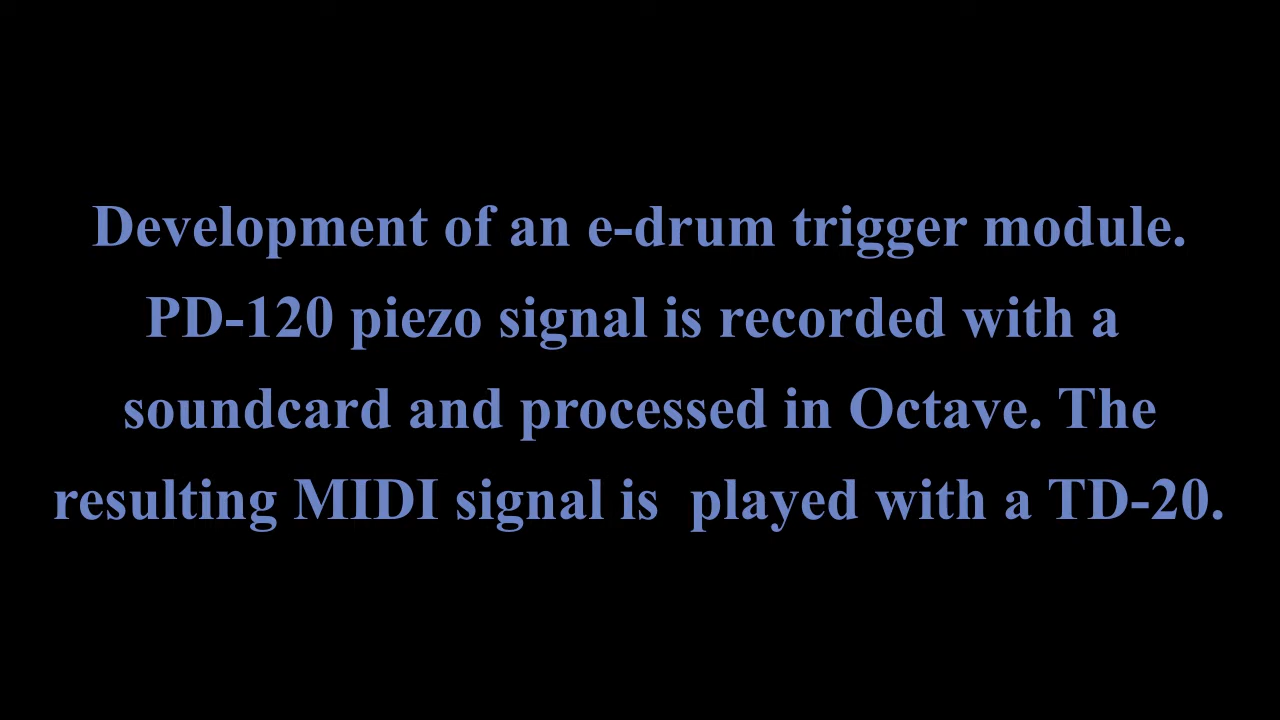 Development of an e-drum trigger module.
PD-120 piezo signal is recorded with a
soundcard and processed in Octave. The
resulting MIDI signal is  played with a TD-20.